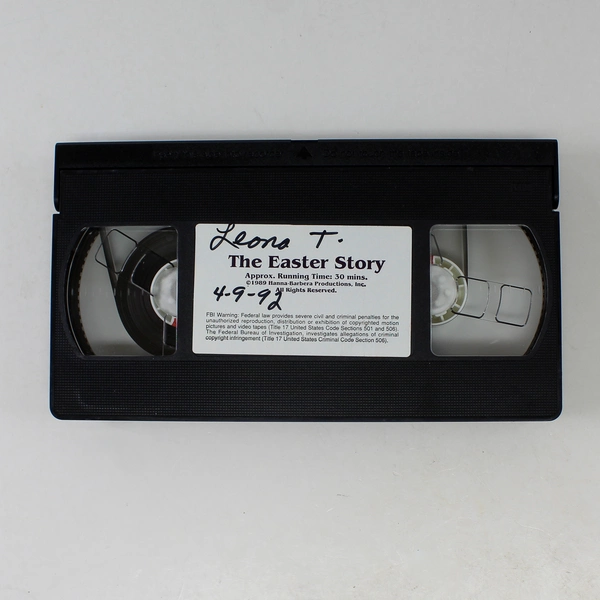 Leona T.
The Easter Story
Approx. Running Time: 30 mins.
©1989 Hanna-Barbera Productions, Inc.
All Rights Reserved.
4-9-92
FBI Warning: Federal law provides severe civil and criminal penalties for the
unauthorized reproduction, distribution or exhibition of copyrighted motion
pictures and video tapes (Title 17 United States Code Sections 501 and 506).
The Federal Bureau of Investigation, investigates allegations of criminal
copyright infringement (Title 17 United States Criminal Code Section 506).